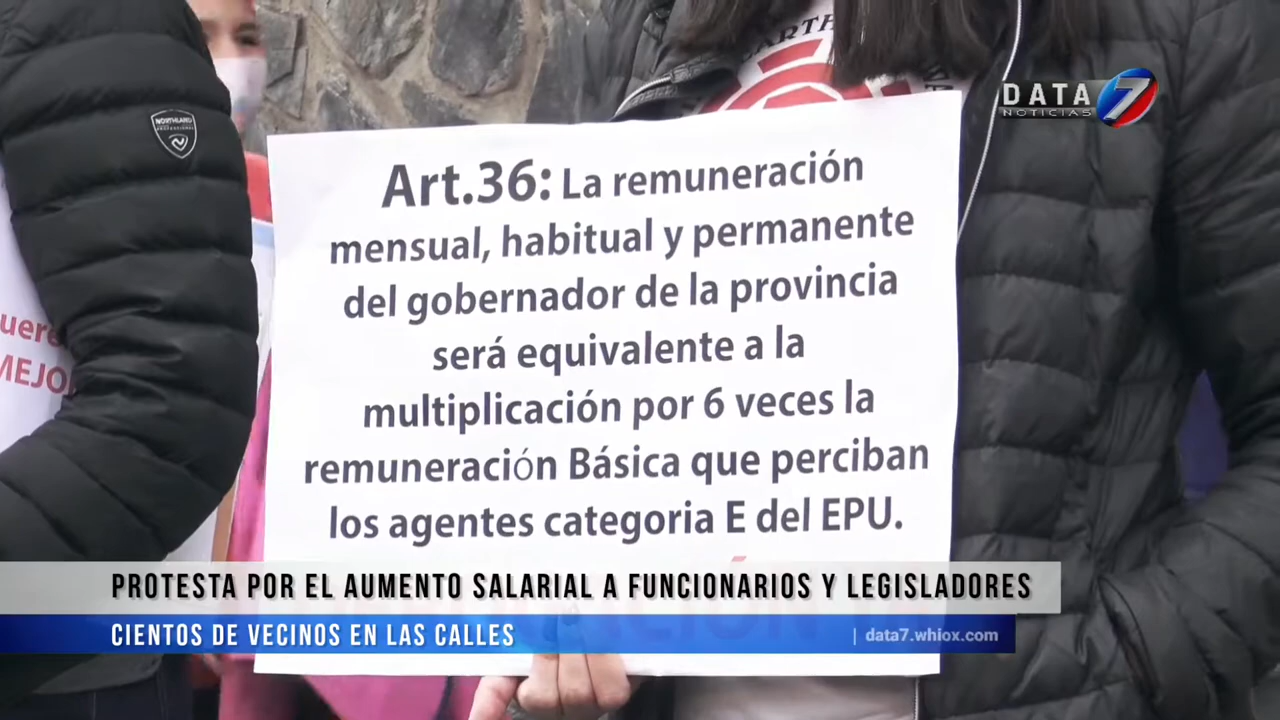 DATA 7
NOTICIAS
NORTHLAND
PROFESSIONAL
Art.36: La remuneración
mensual, habitual y permanente
del gobernador de la provincia
será equivalente a la
multiplicación por 6 veces la
remuneración Básica que perciban
los agentes categoria E del EPU.
PROTESTA POR EL AUMENTO SALARIAL A FUNCIONARIOS Y LEGISLADORES
CIENTOS DE VECINOS EN LAS CALLES
| data7.whiox.com